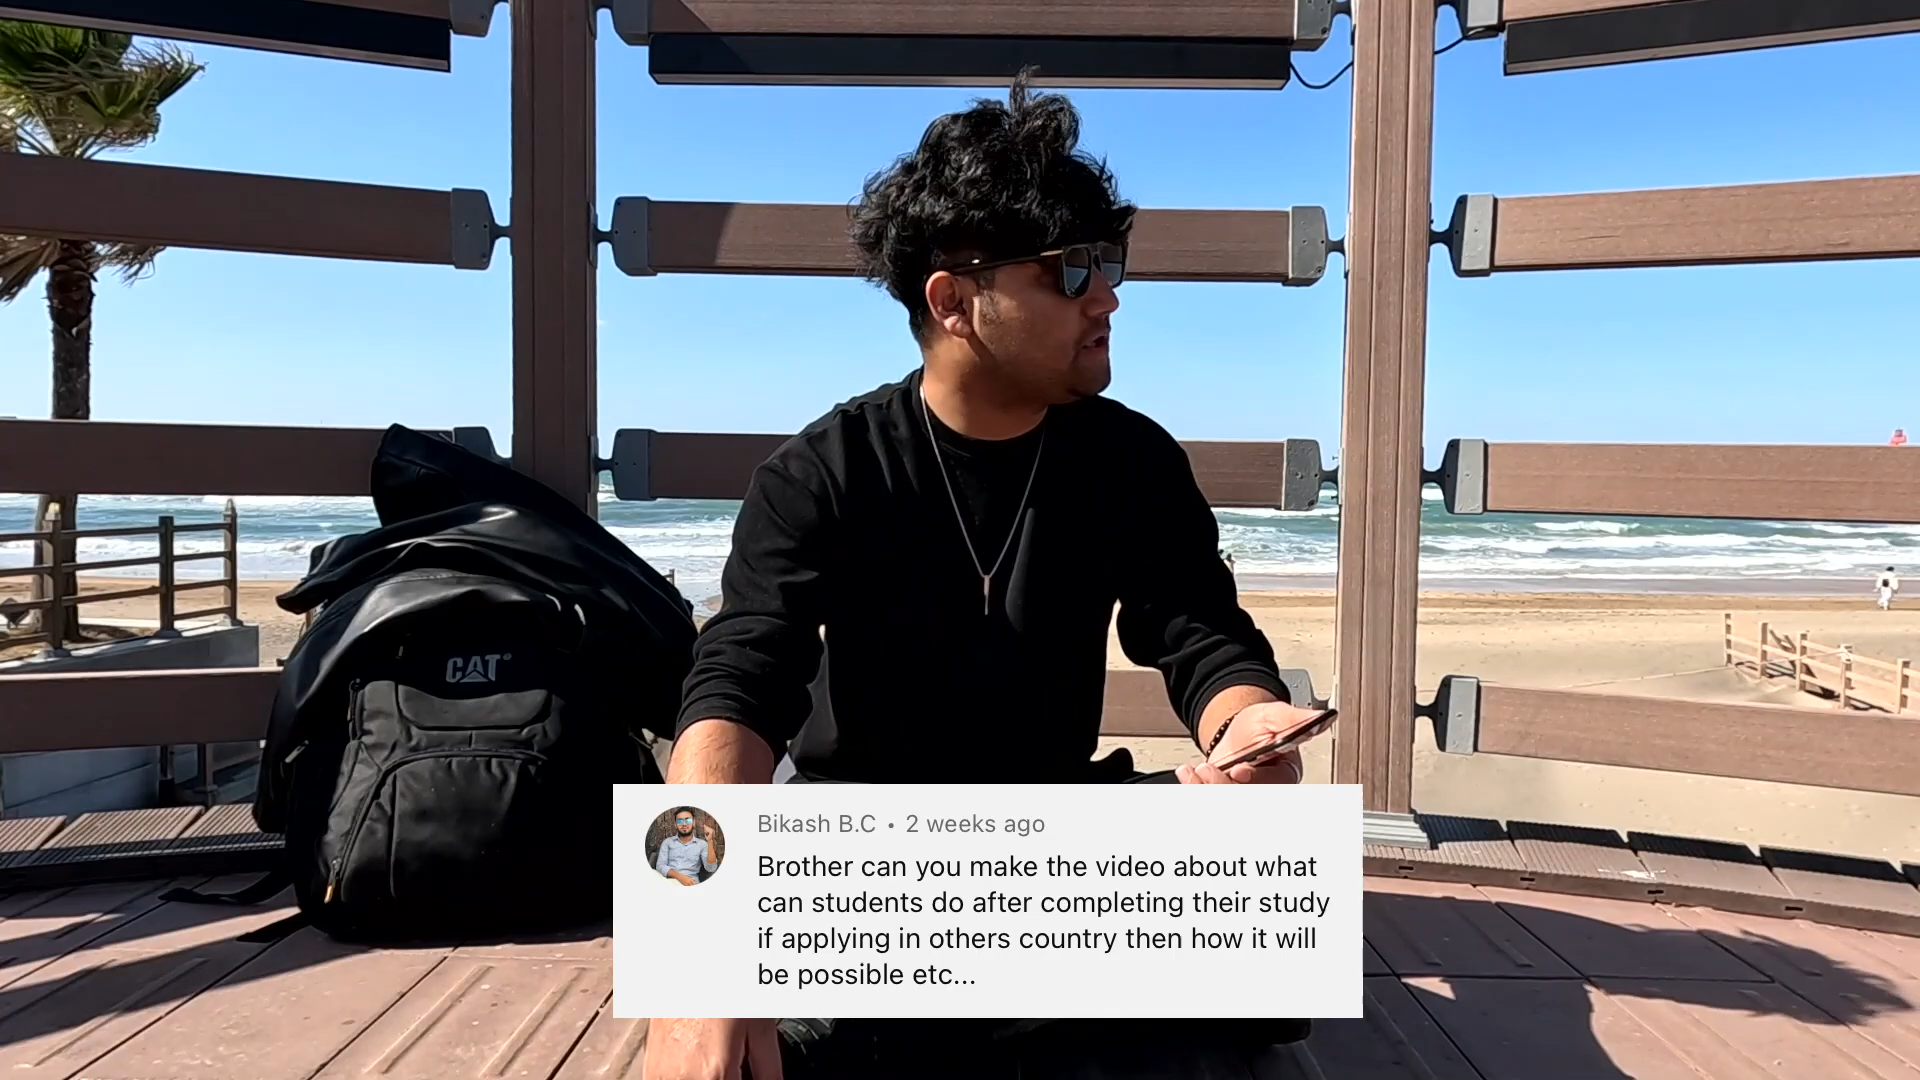 CAT
Bikash B.C • 2 weeks ago
Brother can you make the video about what
can students do after completing their study
if applying in others country then how it will
be possible etc...